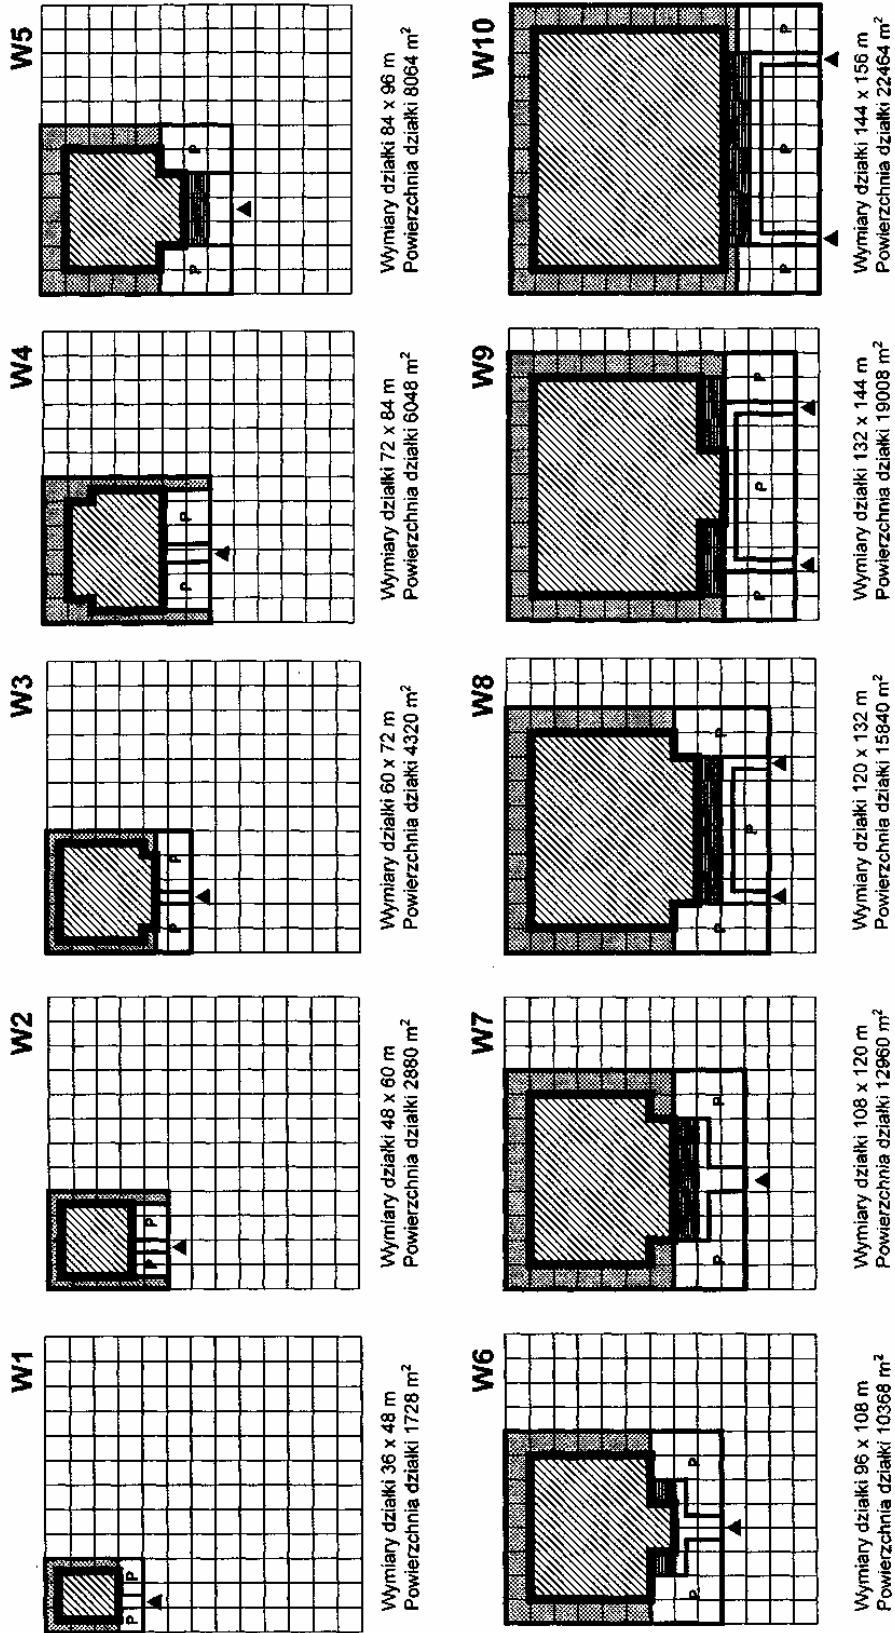 W1
P
P
Wymiary działki 36 x 48 m
Powierzchnia działki 1728 m²
W2
P
P
Wymiary działki 48 x 60 m
Powierzchnia działki 2880 m²
W3
P
P
Wymiary działki 60 x 72 m
Powierzchnia działki 4320 m²
W4
P
P
Wymiary działki 72 x 84 m
Powierzchnia działki 6048 m²
W5
P
P
Wymiary działki 84 x 96 m
Powierzchnia działki 8064 m²
W6
P
P
Wymiary działki 96 x 108 m
Powierzchnia działki 10368 m²
W7
P
P
Wymiary działki 108 x 120 m
Powierzchnia działki 12960 m²
W8
P
P
P
Wymiary działki 120 x 132 m
Powierzchnia działki 15840 m²
W9
P
P
P
Wymiary działki 132 x 144 m
Powierzchnia działki 19008 m²
W10
P
P
P
Wymiary działki 144 x 156 m
Powierzchnia działki 22464 m²